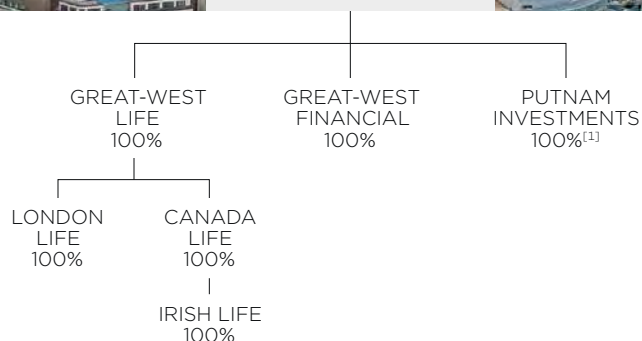 GREAT-WEST
LIFE
100%
GREAT-WEST
FINANCIAL
100%
PUTNAM
INVESTMENTS
100%[1]
LONDON
LIFE
100%
CANADA
LIFE
100%
IRISH LIFE
100%